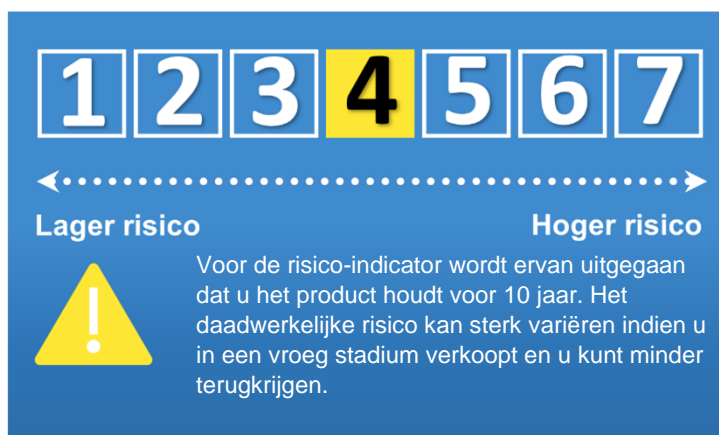 1 2 3 4 5 6 7
Lager risico Hoger risico
!
Voor de risico-indicator wordt ervan uitgegaan
dat u het product houdt voor 10 jaar. Het
daadwerkelijke risico kan sterk variëren indien u
in een vroeg stadium verkoopt en u kunt minder
terugkrijgen.